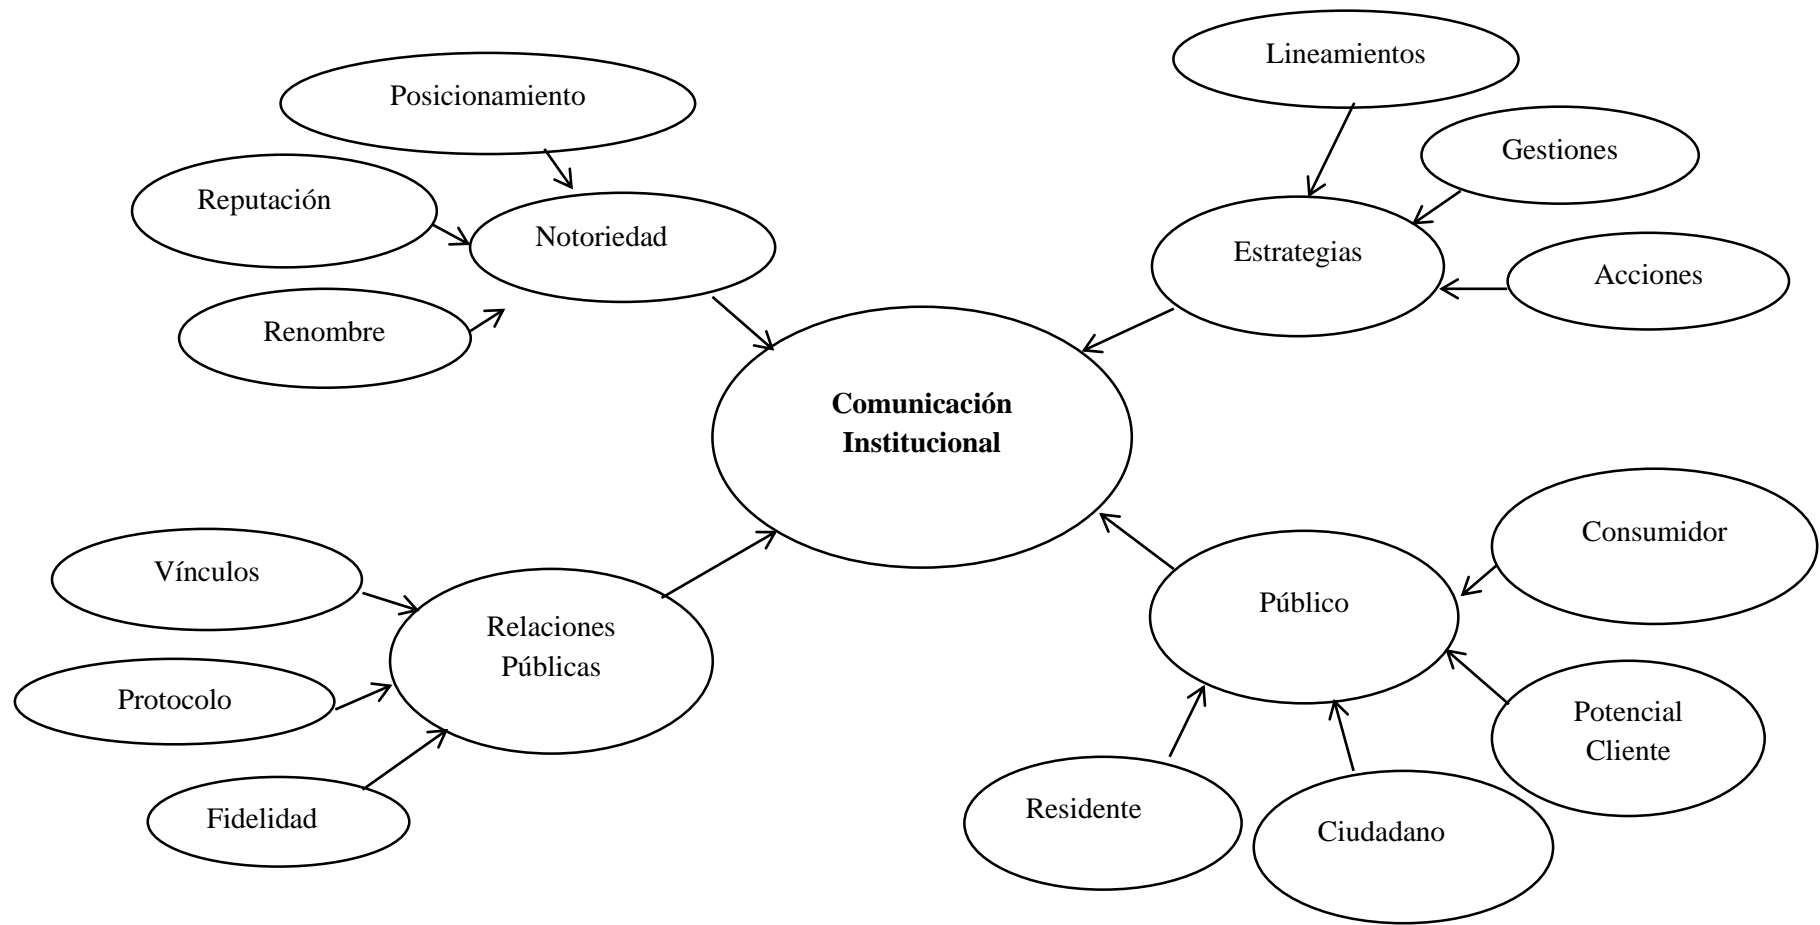 Lineamientos
Posicionamiento
Gestiones
Reputación
Notoriedad
Estrategias
Acciones
Renombre
Comunicación
Institucional
Consumidor
Vínculos
Público
Relaciones
Públicas
Protocolo
Potencial
Cliente
Residente
Fidelidad
Ciudadano